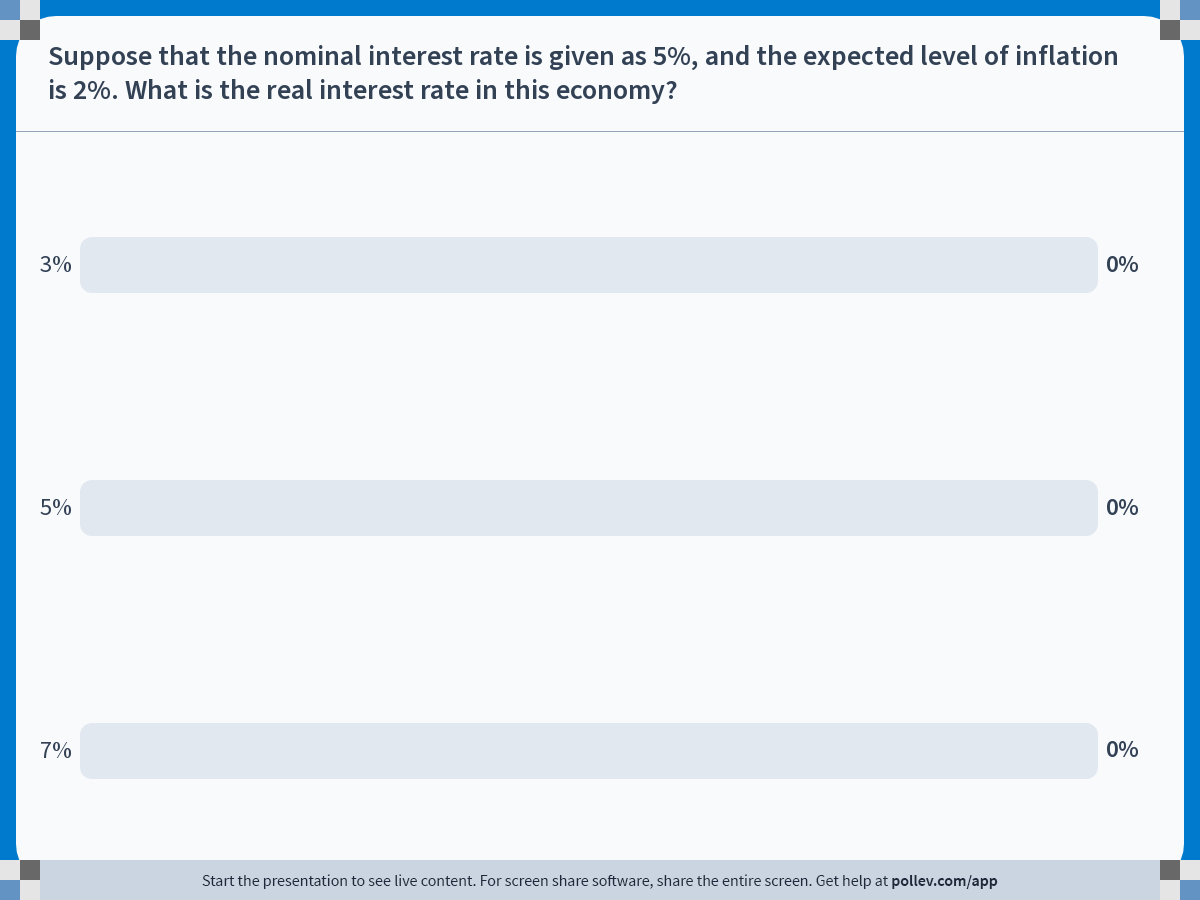 Suppose that the nominal interest rate is given as 5%, and the expected level of inflation
is 2%. What is the real interest rate in this economy?
3% 0%
5% 0%
7% 0%
Start the presentation to see live content. For screen share software, share the entire screen. Get help at pollev.com/app